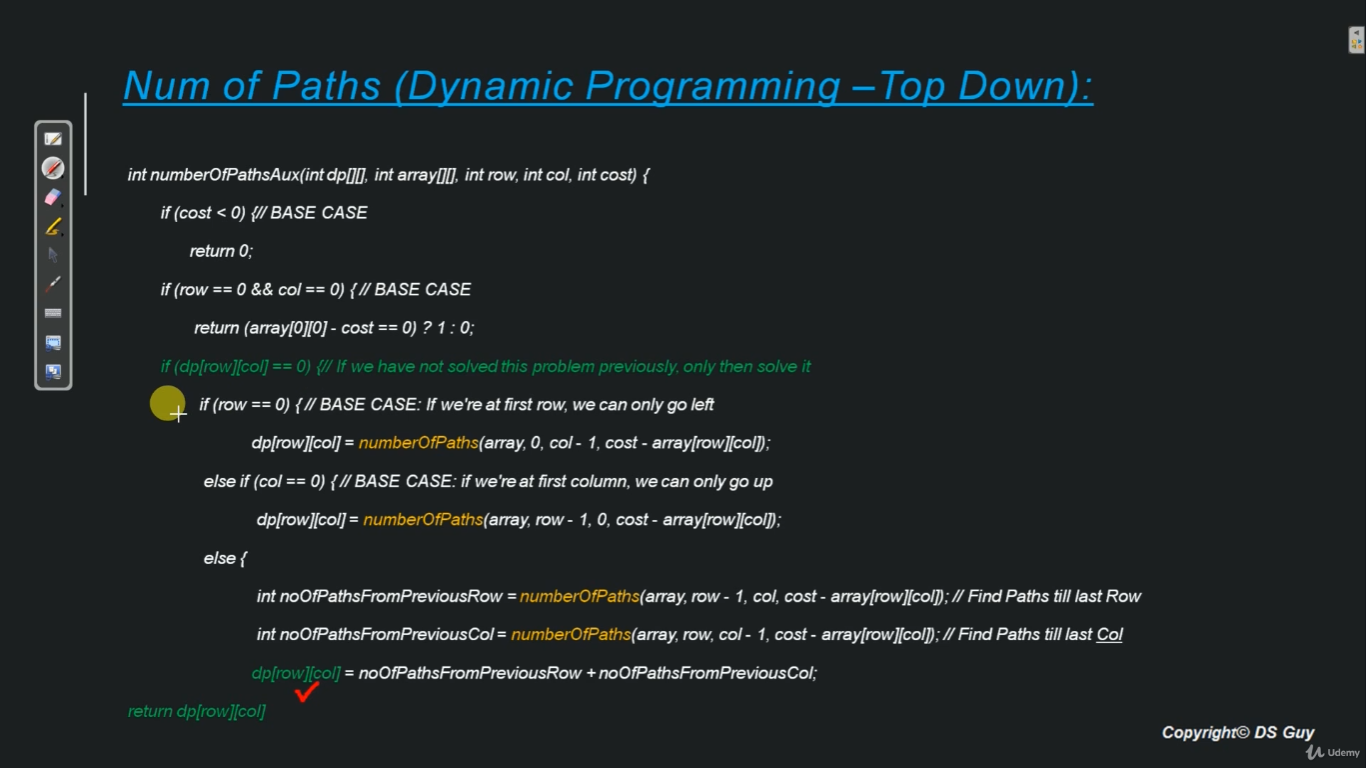 Num of Paths (Dynamic Programming –Top Down):
int numberOfPathsAux(int dp[][], int array[][], int row, int col, int cost) {
if (cost < 0) {// BASE CASE
return 0;
if (row == 0 && col == 0) { // BASE CASE
return (array[0][0] - cost == 0) ? 1 : 0;
if (dp[row][col] == 0) {// If we have not solved this problem previously, only then solve it
if (row == 0) { // BASE CASE: If we're at first row, we can only go left
dp[row][col] = numberOfPaths(array, 0, col - 1, cost - array[row][col]);
else if (col == 0) { // BASE CASE: if we're at first column, we can only go up
dp[row][col] = numberOfPaths(array, row - 1, 0, cost - array[row][col]);
else {
int noOfPathsFromPreviousRow = numberOfPaths(array, row - 1, col, cost - array[row][col]); // Find Paths till last Row
int noOfPathsFromPreviousCol = numberOfPaths(array, row, col - 1, cost - array[row][col]); // Find Paths till last Col
dp[row][col] = noOfPathsFromPreviousRow + noOfPathsFromPreviousCol;
return dp[row][col]
Copyright© DS Guy
Udemy